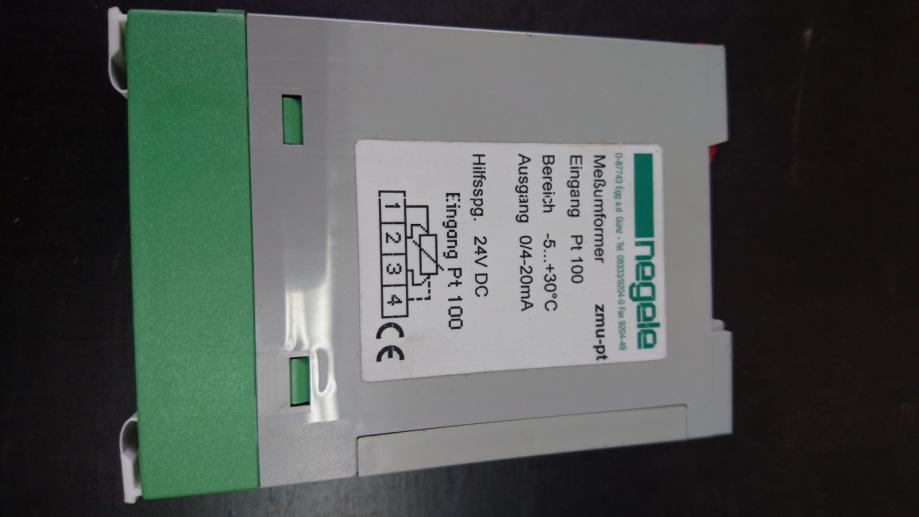 negele
D-87743 Egg a.d. Günz - Tel. 08333/9204-0 Fax 9204-49
Meßumformer zmu-pt
Eingang Pt 100
Bereich -5...+30°C
Ausgang 0/4-20mA
Hilfsspg. 24V DC
Eingang Pt 100
1 2 3 4
CE